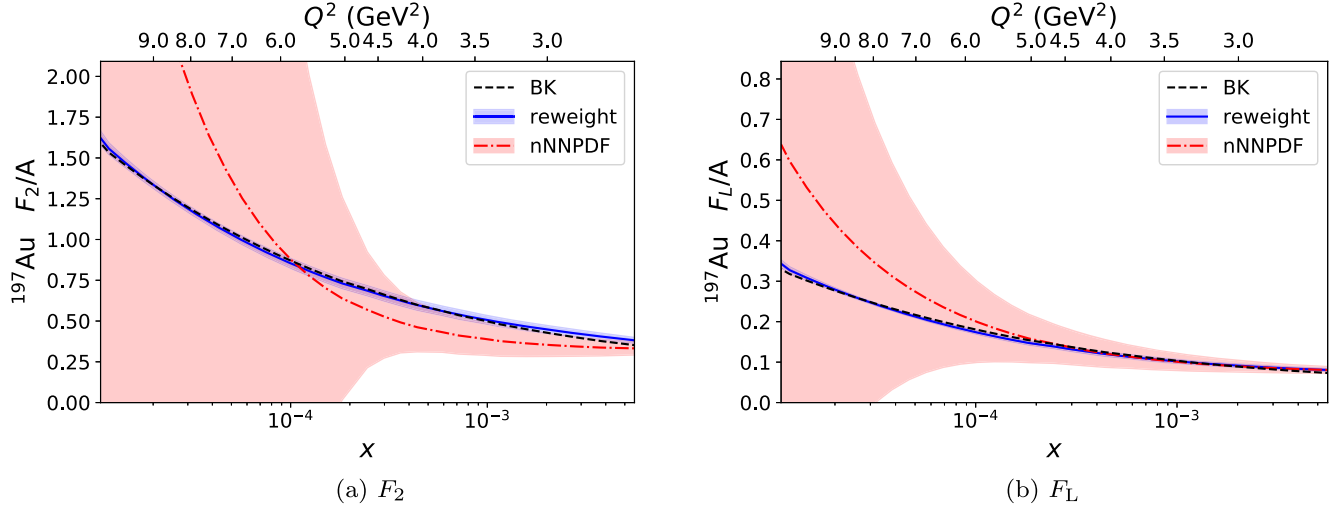 Q² (GeV²)
9.0 8.0 7.0 6.0 5.0 4.5 4.0 3.5 3.0
2.00
1.75
1.50
1.25
1.00
0.75
0.50
0.25
0.00
¹⁹⁷Au F₂/A
BK
reweight
nNNPDF
10⁻⁴ 10⁻³
x
(a) F₂
Q² (GeV²)
9.0 8.0 7.0 6.0 5.0 4.5 4.0 3.5 3.0
0.8
0.7
0.6
0.5
0.4
0.3
0.2
0.1
0.0
¹⁹⁷Au F_L/A
BK
reweight
nNNPDF
10⁻⁴ 10⁻³
x
(b) F_L